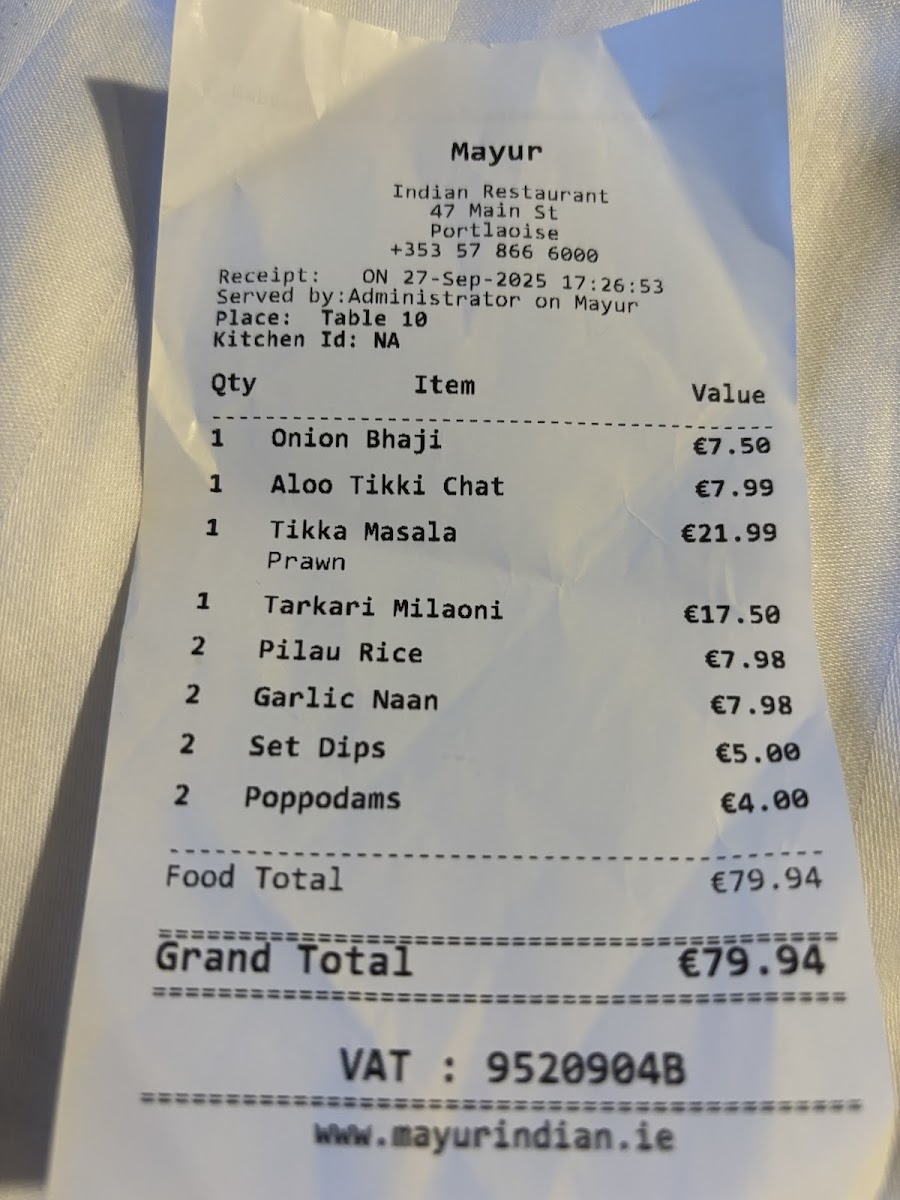 Mayur
Indian Restaurant
47 Main St
Portlaoise
+353 57 866 6000
Receipt: ON 27-Sep-2025 17:26:53
Served by:Administrator on Mayur
Place: Table 10
Kitchen Id: NA
Qty Item Value
1 Onion Bhaji €7.50
1 Aloo Tikki Chat €7.99
1 Tikka Masala €21.99
Prawn
1 Tarkari Milaoni €17.50
2 Pilau Rice €7.98
2 Garlic Naan €7.98
2 Set Dips €5.00
2 Poppodams €4.00
Food Total €79.94
Grand Total €79.94
VAT : 9520904B
www.mayurindian.ie